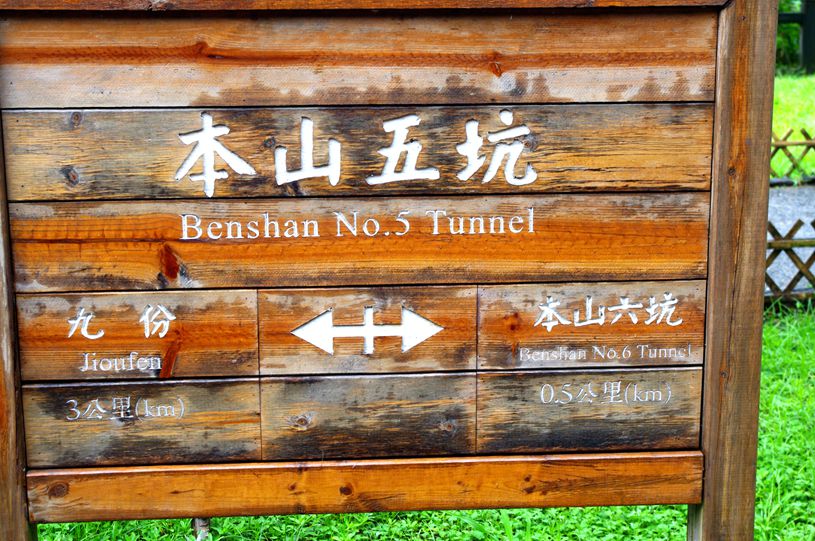 本山五坑
Benshan No.5 Tunnel
九份
Jioufen
3公里(km)
本山六坑
Benshan No.6 Tunnel
0.5公里(km)